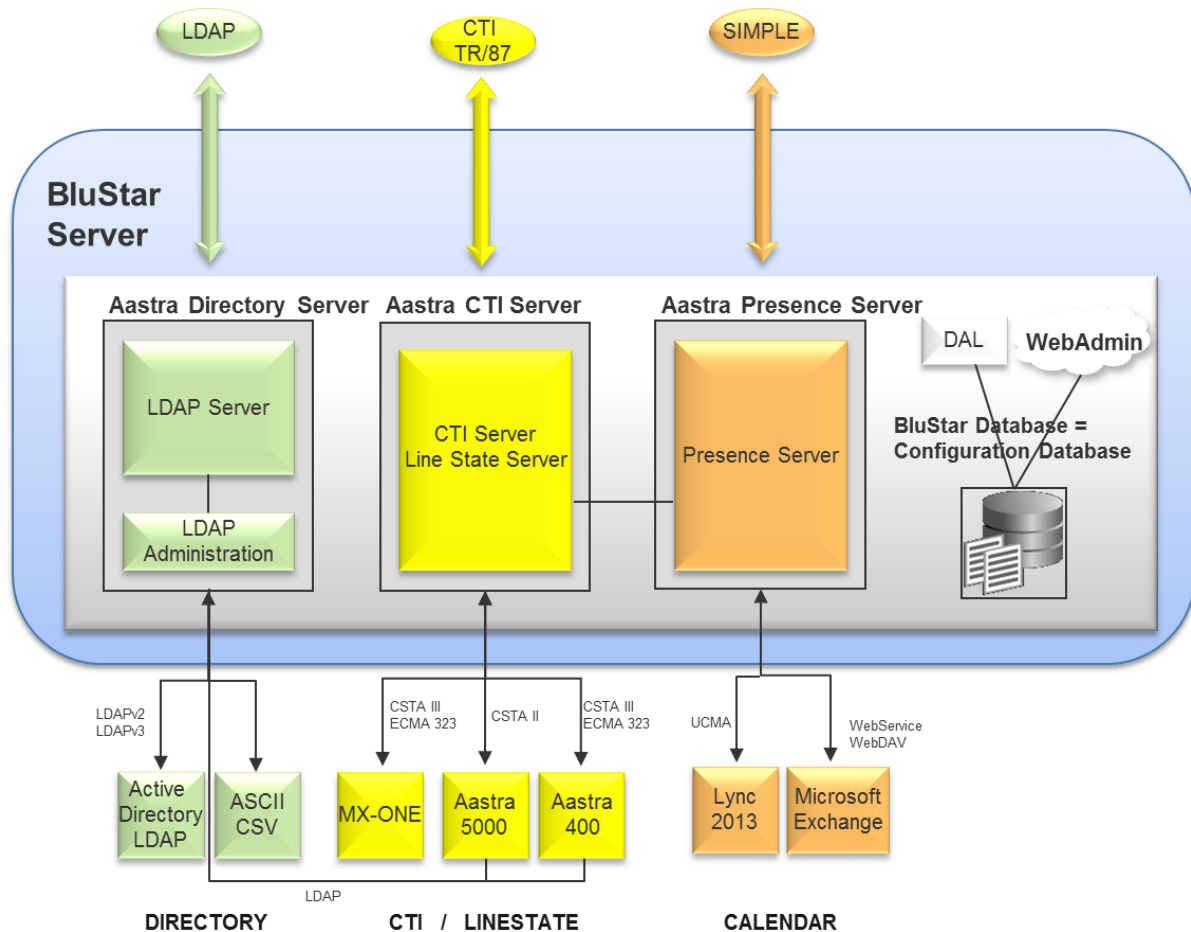 LDAP
CTI
TR/87
SIMPLE
BluStar
Server
Aastra Directory Server
Aastra CTI Server
Aastra Presence Server
LDAP Server
LDAP
Administration
CTI Server
Line State Server
Presence Server
DAL
WebAdmin
BluStar Database =
Configuration Database
LDAPv2
LDAPv3
CSTA III
ECMA 323
CSTA II
CSTA III
ECMA 323
UCMA
WebService
WebDAV
Active
Directory
LDAP
ASCII
CSV
MX-ONE
Aastra
5000
Aastra
400
Lync
2013
Microsoft
Exchange
LDAP
DIRECTORY
CTI / LINESTATE
CALENDAR